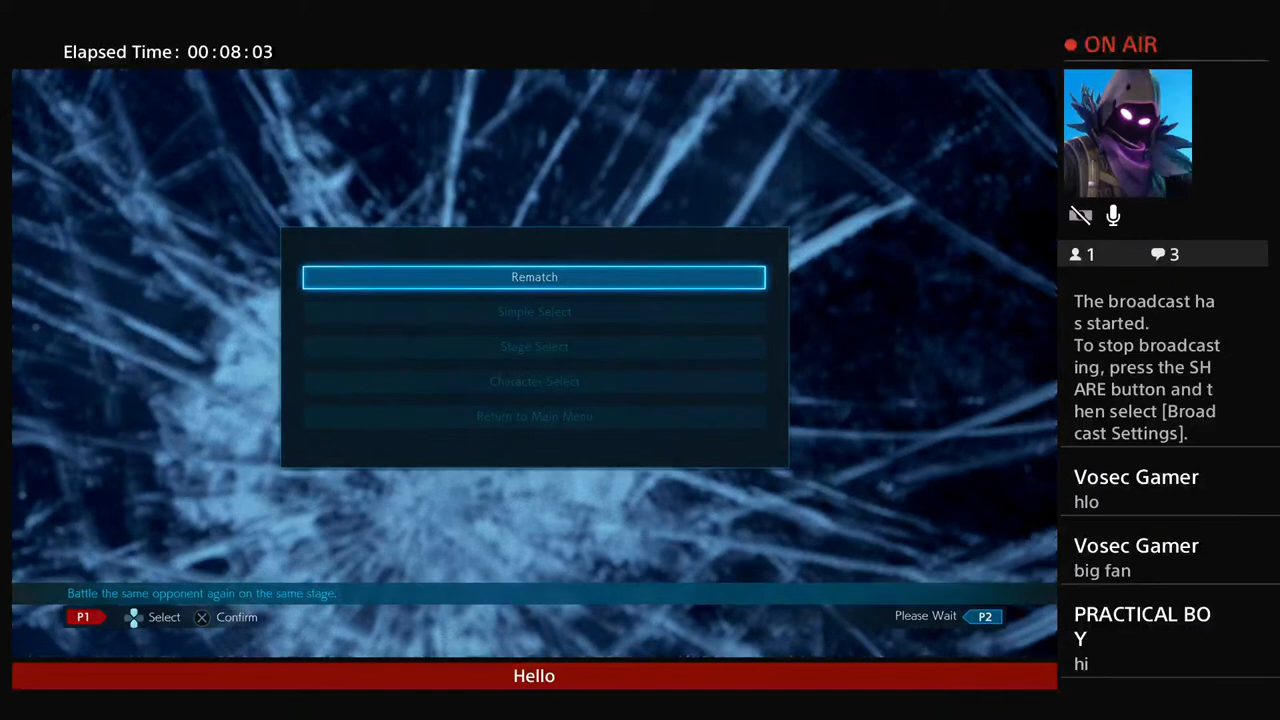 Elapsed Time: 00:08:03
ON AIR
1
3
Rematch
Simple Select
Stage Select
Character Select
Return to Main Menu
Battle the same opponent again on the same stage.
P1 Select Confirm
Please Wait P2
Hello
The broadcast ha
s started.
To stop broadcast
ing, press the SH
ARE button and t
hen select [Broad
cast Settings].
Vosec Gamer
hlo
Vosec Gamer
big fan
PRACTICAL BO
Y
hi